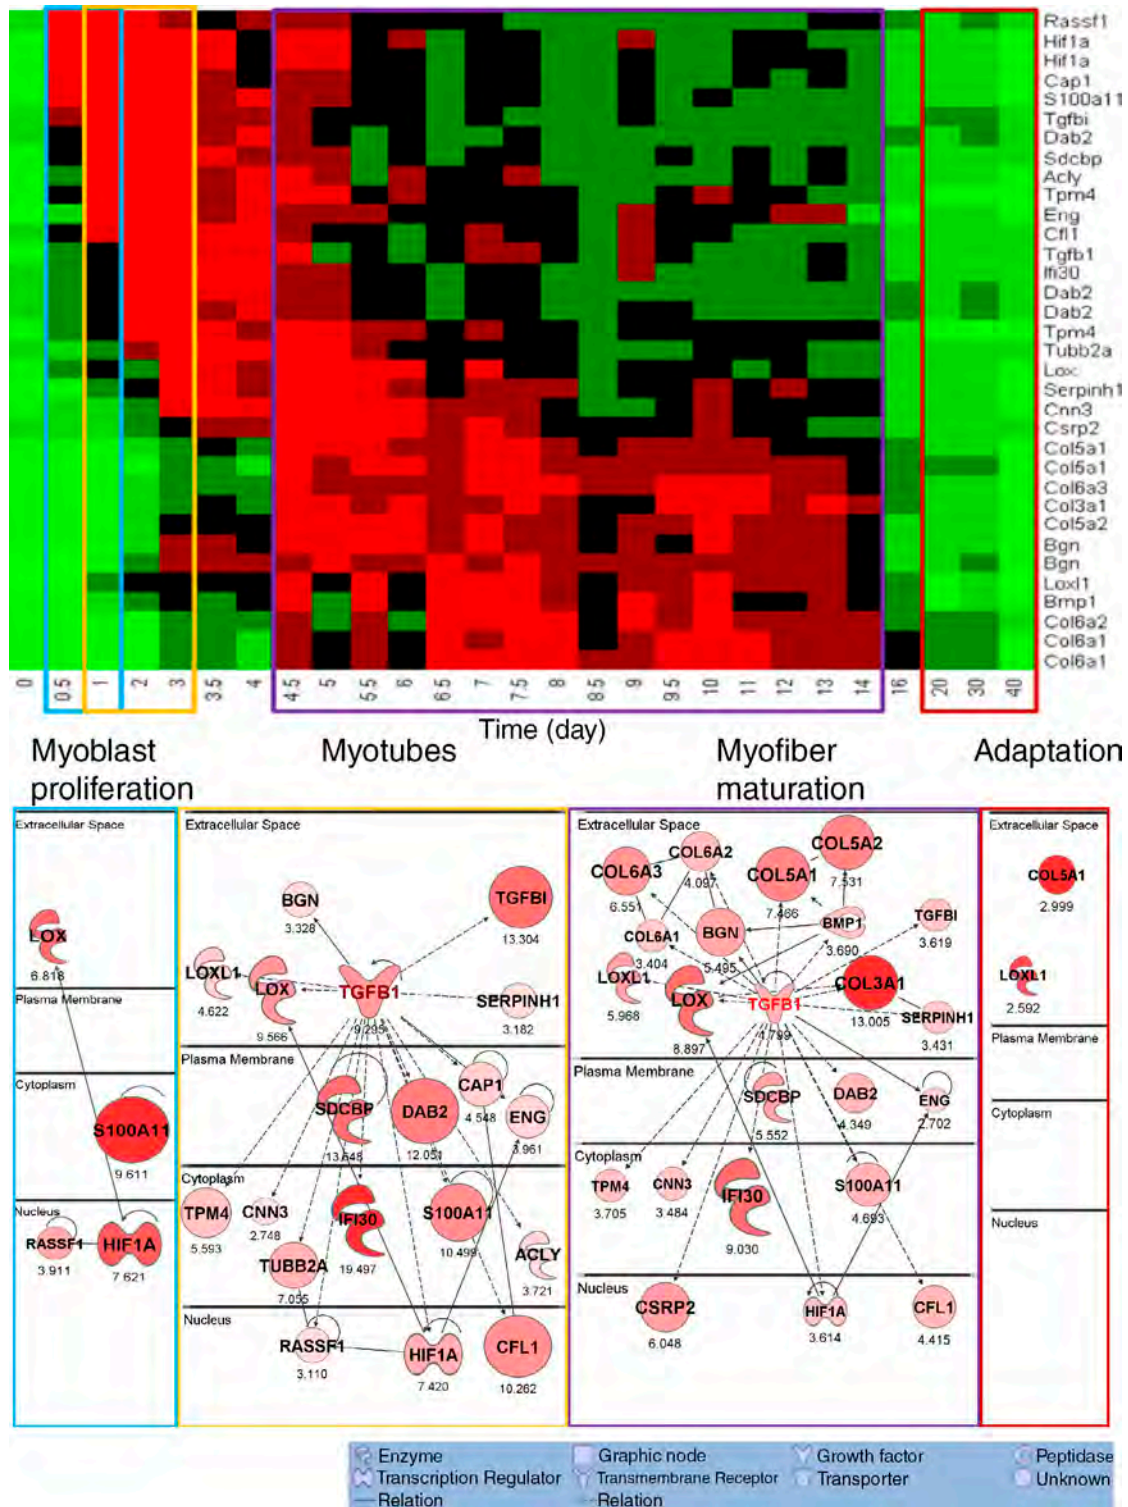 Rassf1
Hif1a
Hif1a
Cap1
S100a11
Tgfbi
Dab2
Sdcbp
Acly
Tpm4
Eng
Cfl1
Tgfb1
Ifi30
Dab2
Dab2
Tpm4
Tubb2a
Lox
Serpinh1
Cnn3
Csrp2
Col5a1
Col5a1
Col6a3
Col3a1
Col5a2
Bgn
Bgn
Loxl1
Bmp1
Col6a2
Col6a1
Col6a1
0 0.5 1 2 3 3.5 4 4.5 5 5.5 6 6.5 7 7.5 8 8.5 9 9.5 10 11 12 13 14 16 20 30 40
Time (day)
Myoblast proliferation
Myotubes
Myofiber maturation
Adaptation
Extracellular Space
LOX
6.818
Plasma Membrane
Cytoplasm
S100A11
9.611
Nucleus
RASSF1
3.911
HIF1A
7.621
Extracellular Space
BGN
3.328
TGFBI
13.304
LOXL1
4.622
LOX
9.566
TGFB1
9.295
SERPINH1
3.182
Plasma Membrane
SDCBP
13.648
DAB2
12.051
CAP1
4.548
ENG
3.961
Cytoplasm
TPM4
5.593
CNN3
2.748
IFI30
19.497
S100A11
10.499
TUBB2A
7.055
ACLY
3.721
Nucleus
RASSF1
3.110
HIF1A
7.420
CFL1
10.262
Extracellular Space
COL6A3
6.551
COL6A2
4.097
COL5A1
7.466
COL5A2
7.531
COL6A1
3.404
BGN
5.495
BMP1
3.690
TGFBI
3.619
LOXL1
5.968
LOX
8.897
TGFB1
4.799
COL3A1
13.005
SERPINH1
3.431
Plasma Membrane
SDCBP
5.552
DAB2
4.349
ENG
2.702
Cytoplasm
TPM4
3.705
CNN3
3.484
IFI30
9.030
S100A11
4.693
Nucleus
CSRP2
6.048
HIF1A
3.614
CFL1
4.415
Extracellular Space
COL5A1
2.999
LOXL1
2.592
Plasma Membrane
Cytoplasm
Nucleus
Enzyme Graphic node Growth factor Peptidase
Transcription Regulator Transmembrane Receptor Transporter Unknown
Relation Relation